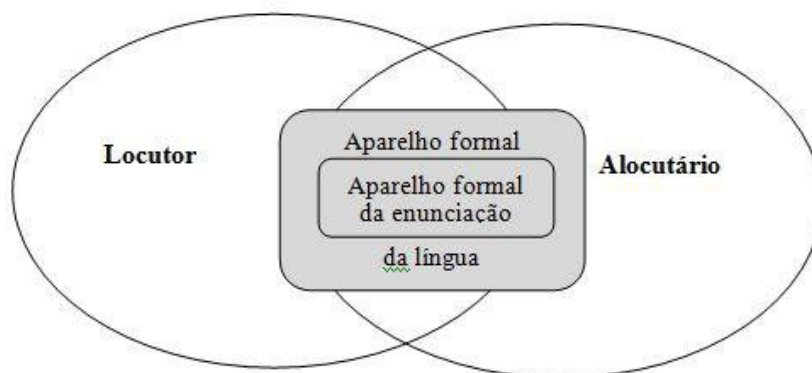 Locutor
Aparelho formal
Aparelho formal
da enunciação
da língua
Alocutário